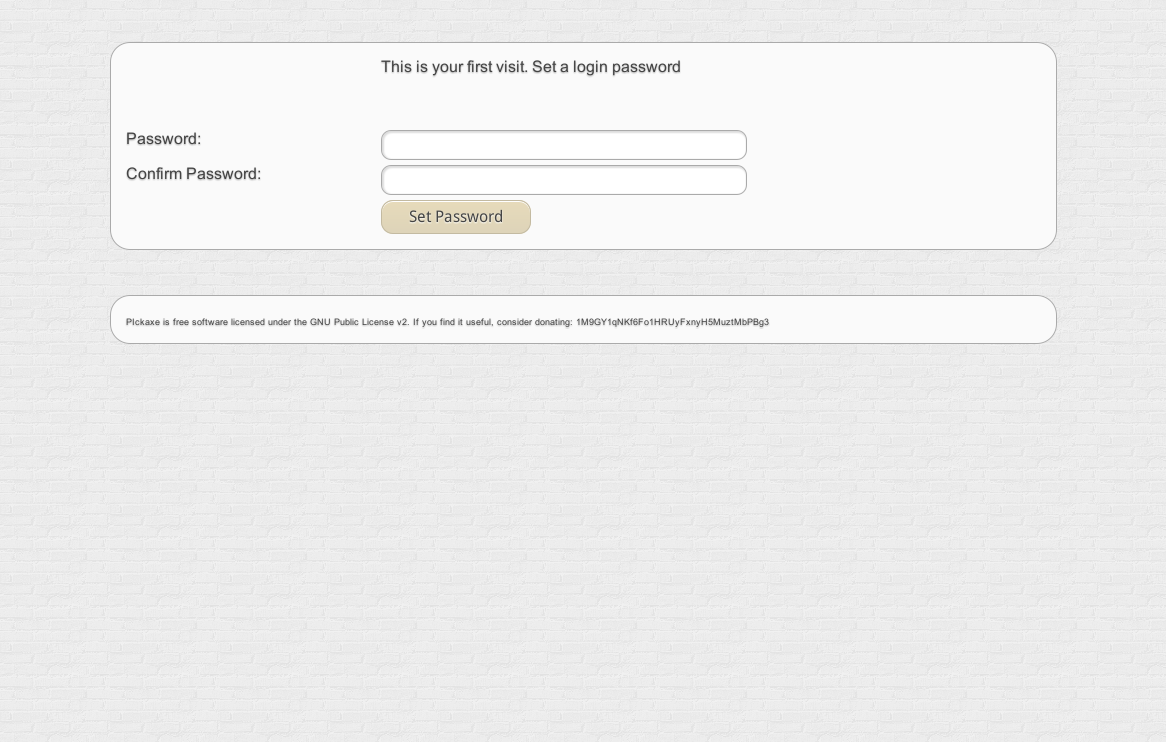 This is your first visit. Set a login password
Password:
Confirm Password:
Set Password
PIckaxe is free software licensed under the GNU Public License v2. If you find it useful, consider donating: 1M9GY1qNKf6Fo1HRUyFxnyH5MuztMbPBg3